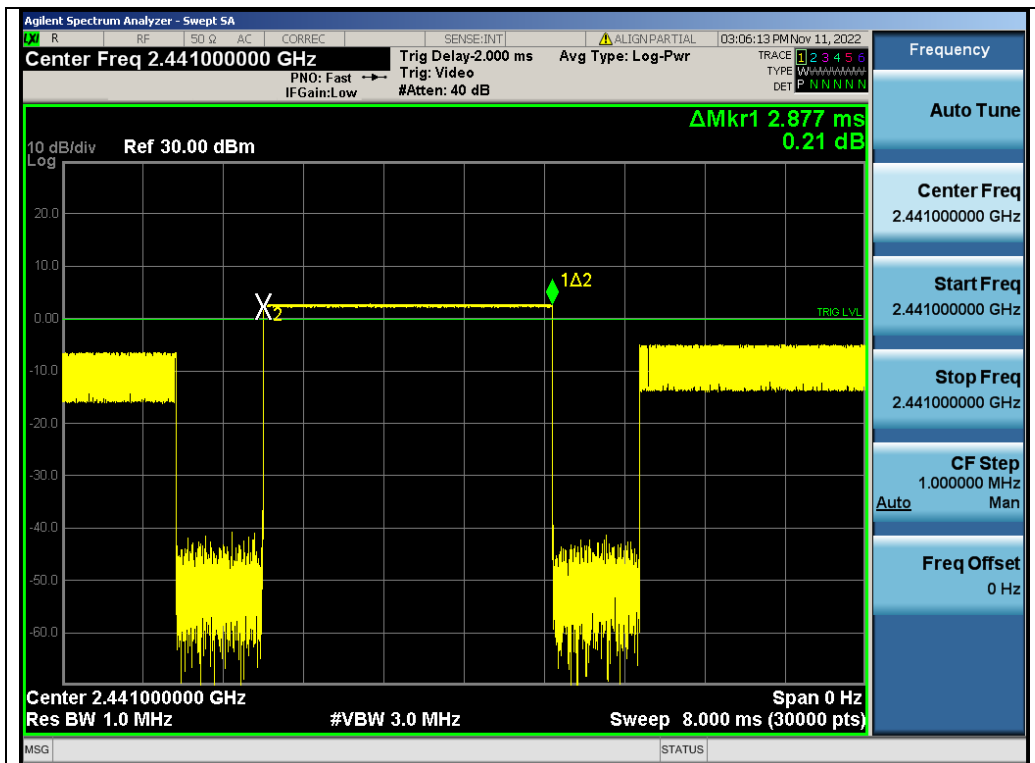 Agilent Spectrum Analyzer - Swept SA
LXI R RF 50 Ω AC CORREC SENSE:INT ALIGN PARTIAL 03:06:13 PM Nov 11, 2022
Center Freq 2.441000000 GHz
PNO: Fast
IFGain:Low
Trig Delay-2.000 ms
Trig: Video
#Atten: 40 dB
Avg Type: Log-Pwr
TRACE 1 2 3 4 5 6
TYPE WWWWWW
DET P N N N N N
Frequency
ΔMkr1 2.877 ms
0.21 dB
10 dB/div Ref 30.00 dBm
Log
20.0
10.0
0.00
-10.0
-20.0
-30.0
-40.0
-50.0
-60.0
1Δ2
2
TRIG LVL
Center 2.441000000 GHz Span 0 Hz
Res BW 1.0 MHz #VBW 3.0 MHz Sweep 8.000 ms (30000 pts)
MSG STATUS
Auto Tune
Center Freq
2.441000000 GHz
Start Freq
2.441000000 GHz
Stop Freq
2.441000000 GHz
CF Step
1.000000 MHz
Auto Man
Freq Offset
0 Hz